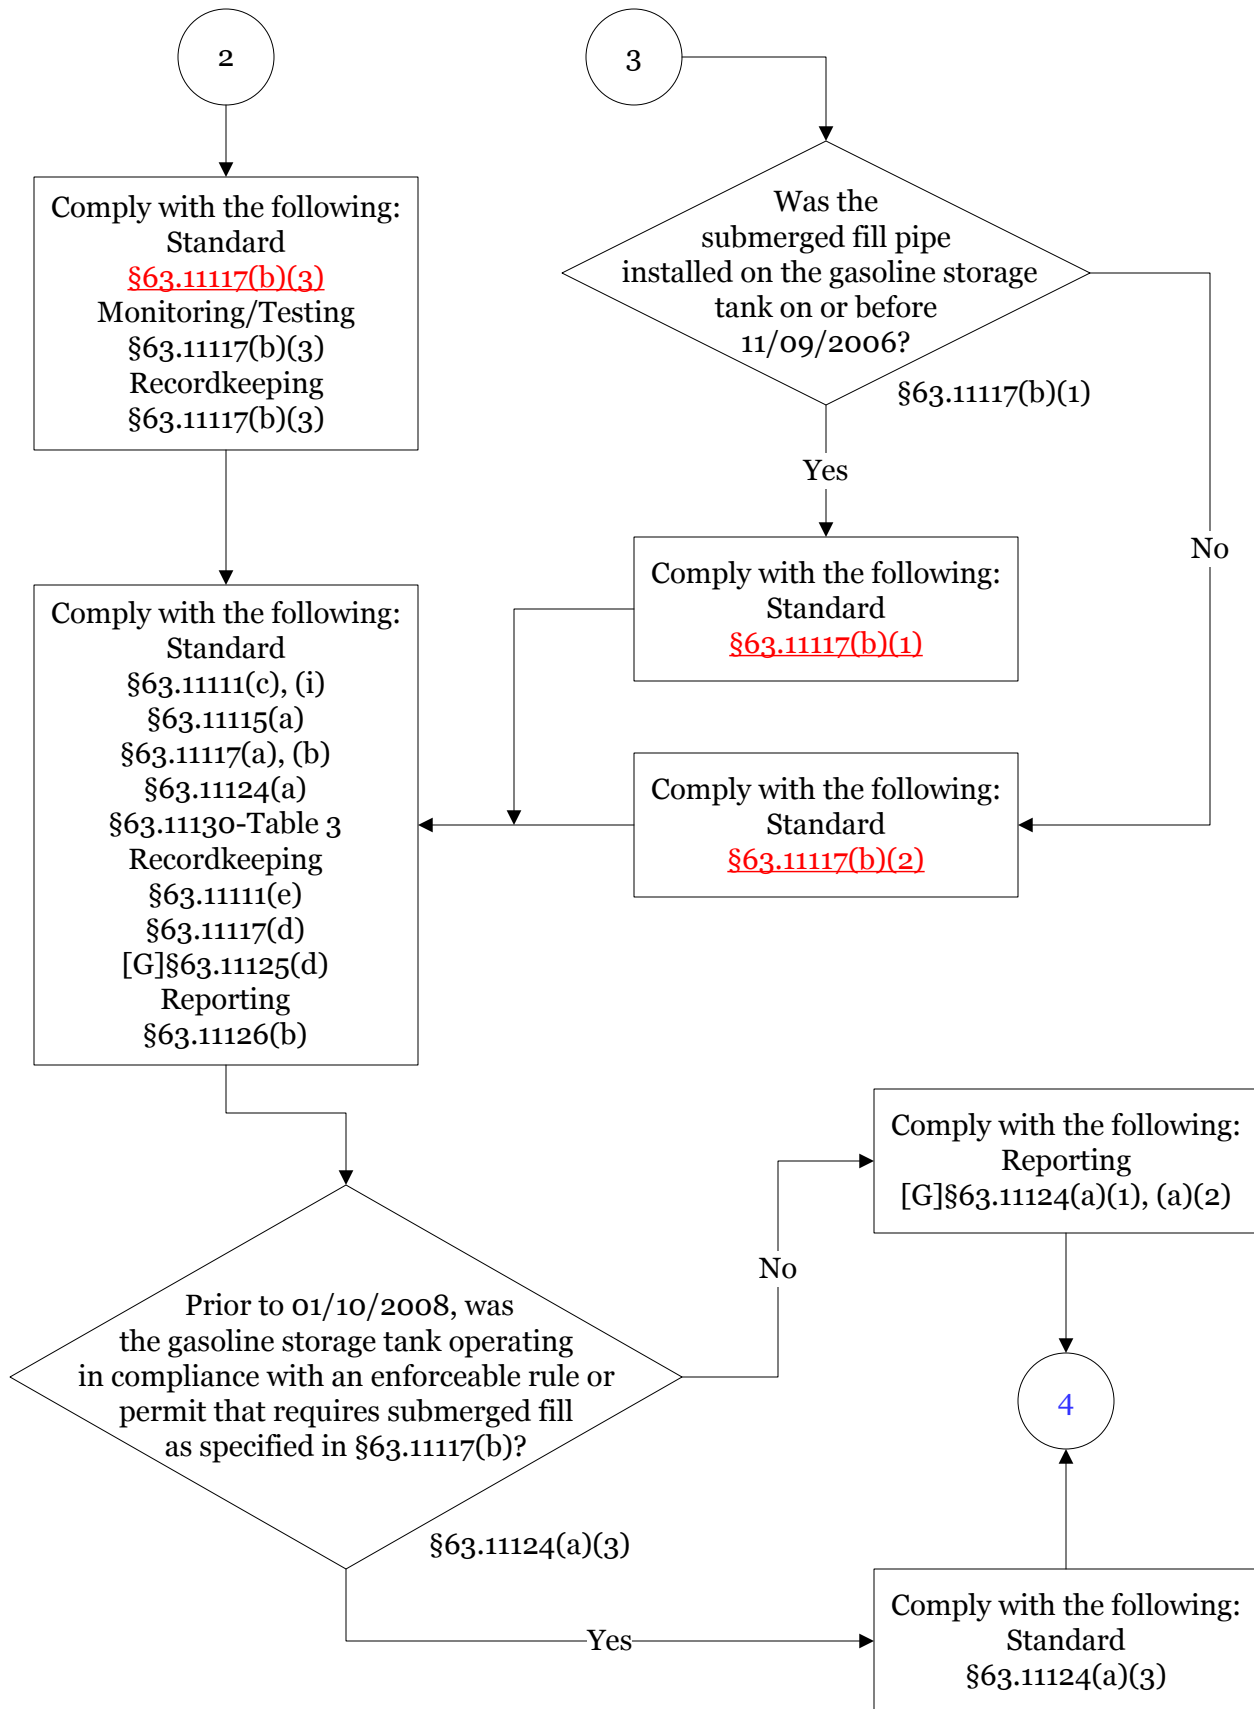 2
3
Comply with the following:
Standard
§63.11117(b)(3)
Monitoring/Testing
§63.11117(b)(3)
Recordkeeping
§63.11117(b)(3)
Was the
submerged fill pipe
installed on the gasoline storage
tank on or before
11/09/2006?
§63.11117(b)(1)
Yes
No
Comply with the following:
Standard
§63.11117(b)(1)
Comply with the following:
Standard
§63.11117(b)(2)
Comply with the following:
Standard
§63.11111(c), (i)
§63.11115(a)
§63.11117(a), (b)
§63.11124(a)
§63.11130-Table 3
Recordkeeping
§63.11111(e)
§63.11117(d)
[G]§63.11125(d)
Reporting
§63.11126(b)
Prior to 01/10/2008, was
the gasoline storage tank operating
in compliance with an enforceable rule or
permit that requires submerged fill
as specified in §63.11117(b)?
§63.11124(a)(3)
No
Comply with the following:
Reporting
[G]§63.11124(a)(1), (a)(2)
4
Yes
Comply with the following:
Standard
§63.11124(a)(3)